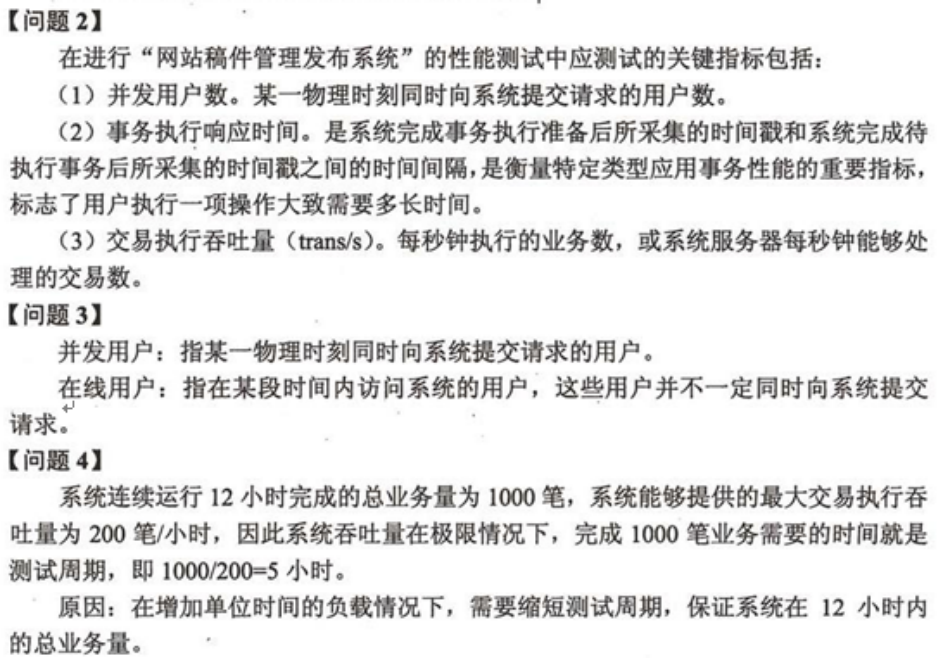 【问题 2】
在进行“网站稿件管理发布系统”的性能测试中应测试的关键指标包括：
（1）并发用户数。某一物理时刻同时向系统提交请求的用户数。
（2）事务执行响应时间。是系统完成事务执行准备后所采集的时间戳和系统完成待
执行事务后所采集的时间戳之间的时间间隔，是衡量特定类型应用事务性能的重要指标，
标志了用户执行一项操作大致需要多长时间。
（3）交易执行吞吐量（trans/s）。每秒钟执行的业务数，或系统服务器每秒钟能够处
理的交易数。
【问题 3】
并发用户：指某一物理时刻同时向系统提交请求的用户。
在线用户：指在某段时间内访问系统的用户，这些用户并不一定同时向系统提交
请求。
【问题 4】
系统连续运行 12 小时完成的总业务量为 1000 笔，系统能够提供的最大交易执行吞
吐量为 200 笔/小时，因此系统吞吐量在极限情况下，完成 1000 笔业务需要的时间就是
测试周期，即 1000/200=5 小时。
原因：在增加单位时间的负载情况下，需要缩短测试周期，保证系统在 12 小时内
的总业务量。